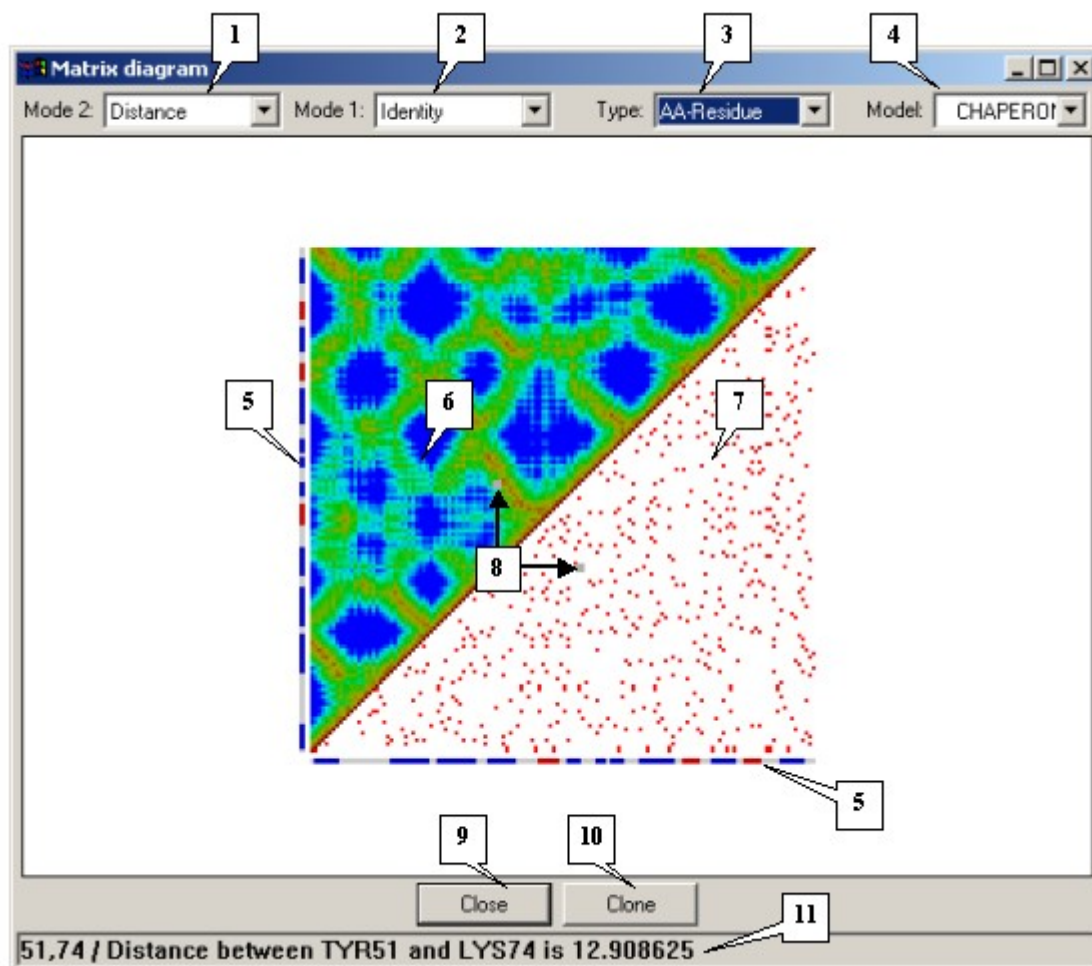 1 2 3 4
Matrix diagram
Mode 2: Distance Mode 1: Identity Type: AA-Residue Model: CHAPERON
5 6 7
8
5
9 10
Close Clone
11
51,74 / Distance between TYR51 and LYS74 is 12.908625